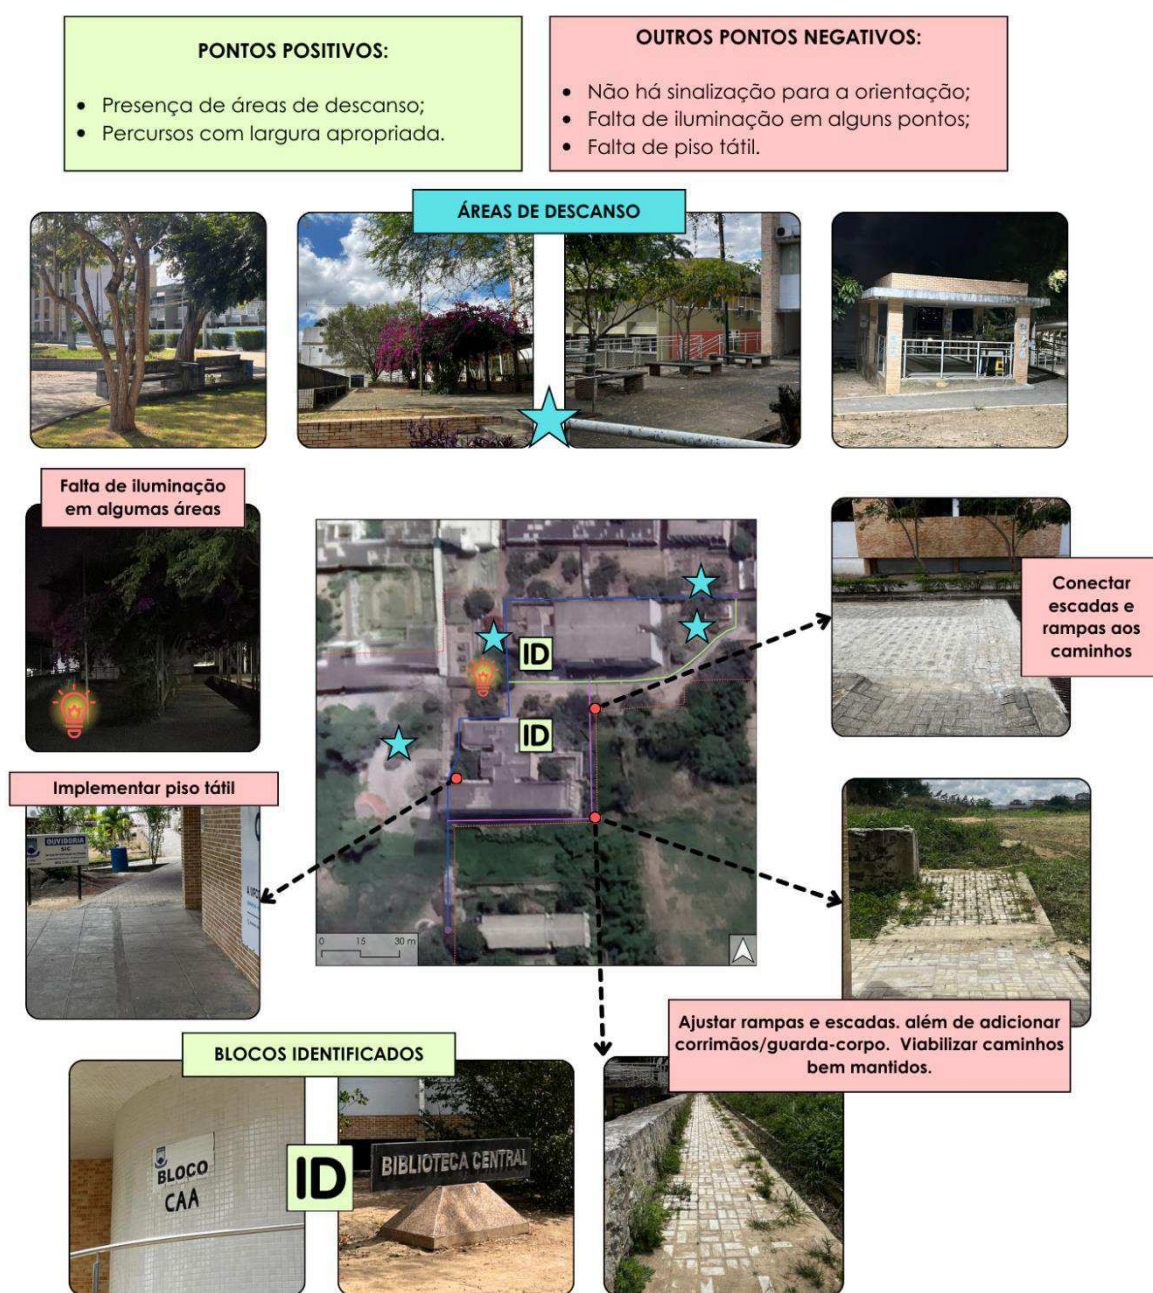 PONTOS POSITIVOS:
• Presença de áreas de descanso;
• Percursos com largura apropriada.
OUTROS PONTOS NEGATIVOS:
• Não há sinalização para a orientação;
• Falta de iluminação em alguns pontos;
• Falta de piso tátil.
ÁREAS DE DESCANSO
Falta de iluminação
em algumas áreas
Conectar
escadas e
rampas aos
caminhos
ID
ID
Implementar piso tátil
OUVIDORIA
SIC
0 15 30 m
Ajustar rampas e escadas. além de adicionar
corrimãos/guarda-corpo. Viabilizar caminhos
bem mantidos.
BLOCOS IDENTIFICADOS
BLOCO
CAA
ID
BIBLIOTECA CENTRAL